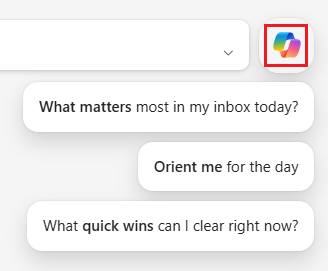 What matters most in my inbox today?
Orient me for the day
What quick wins can I clear right now?